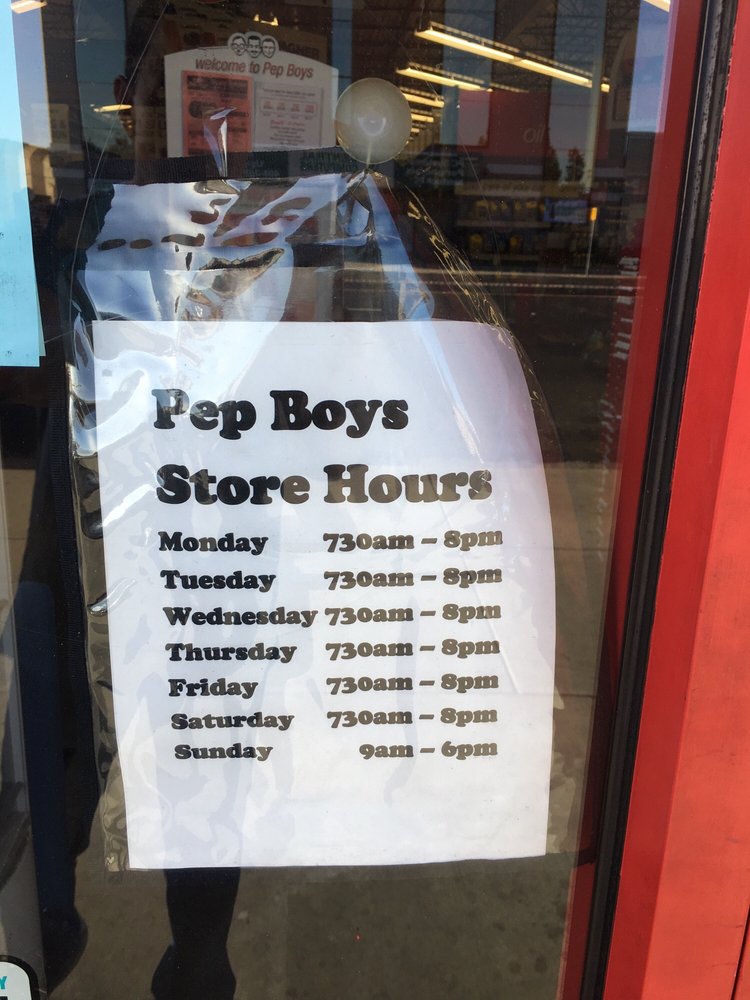 welcome to Pep Boys
Oil
Pep Boys
Store Hours
Monday 730am - 8pm
Tuesday 730am - 8pm
Wednesday 730am - 8pm
Thursday 730am - 8pm
Friday 730am - 8pm
Saturday 730am - 8pm
Sunday 9am - 6pm
Y